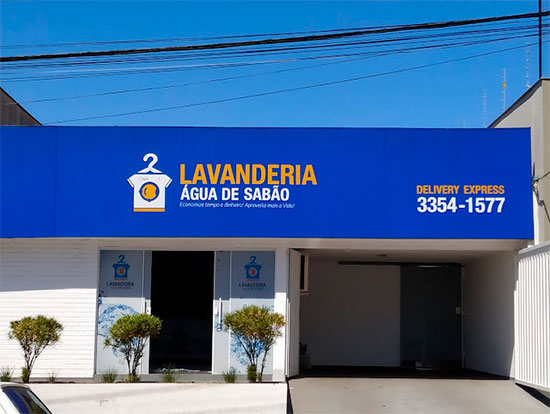 LAVANDERIA
ÁGUA DE SABÃO
Economize tempo e dinheiro! Aproveite mais a Vida!
DELIVERY EXPRESS
3354-1577
LAVANDERIA
LAVANDERIA